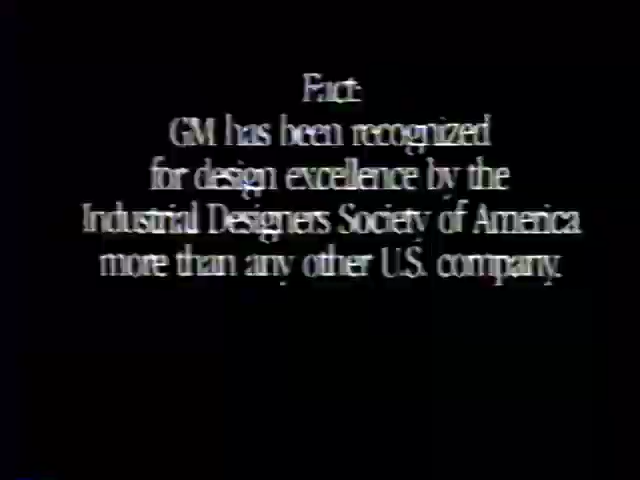 Fact:
GM has been recognized
for design excellence by the
Industrial Designers Society of America
more than any other U.S. company.